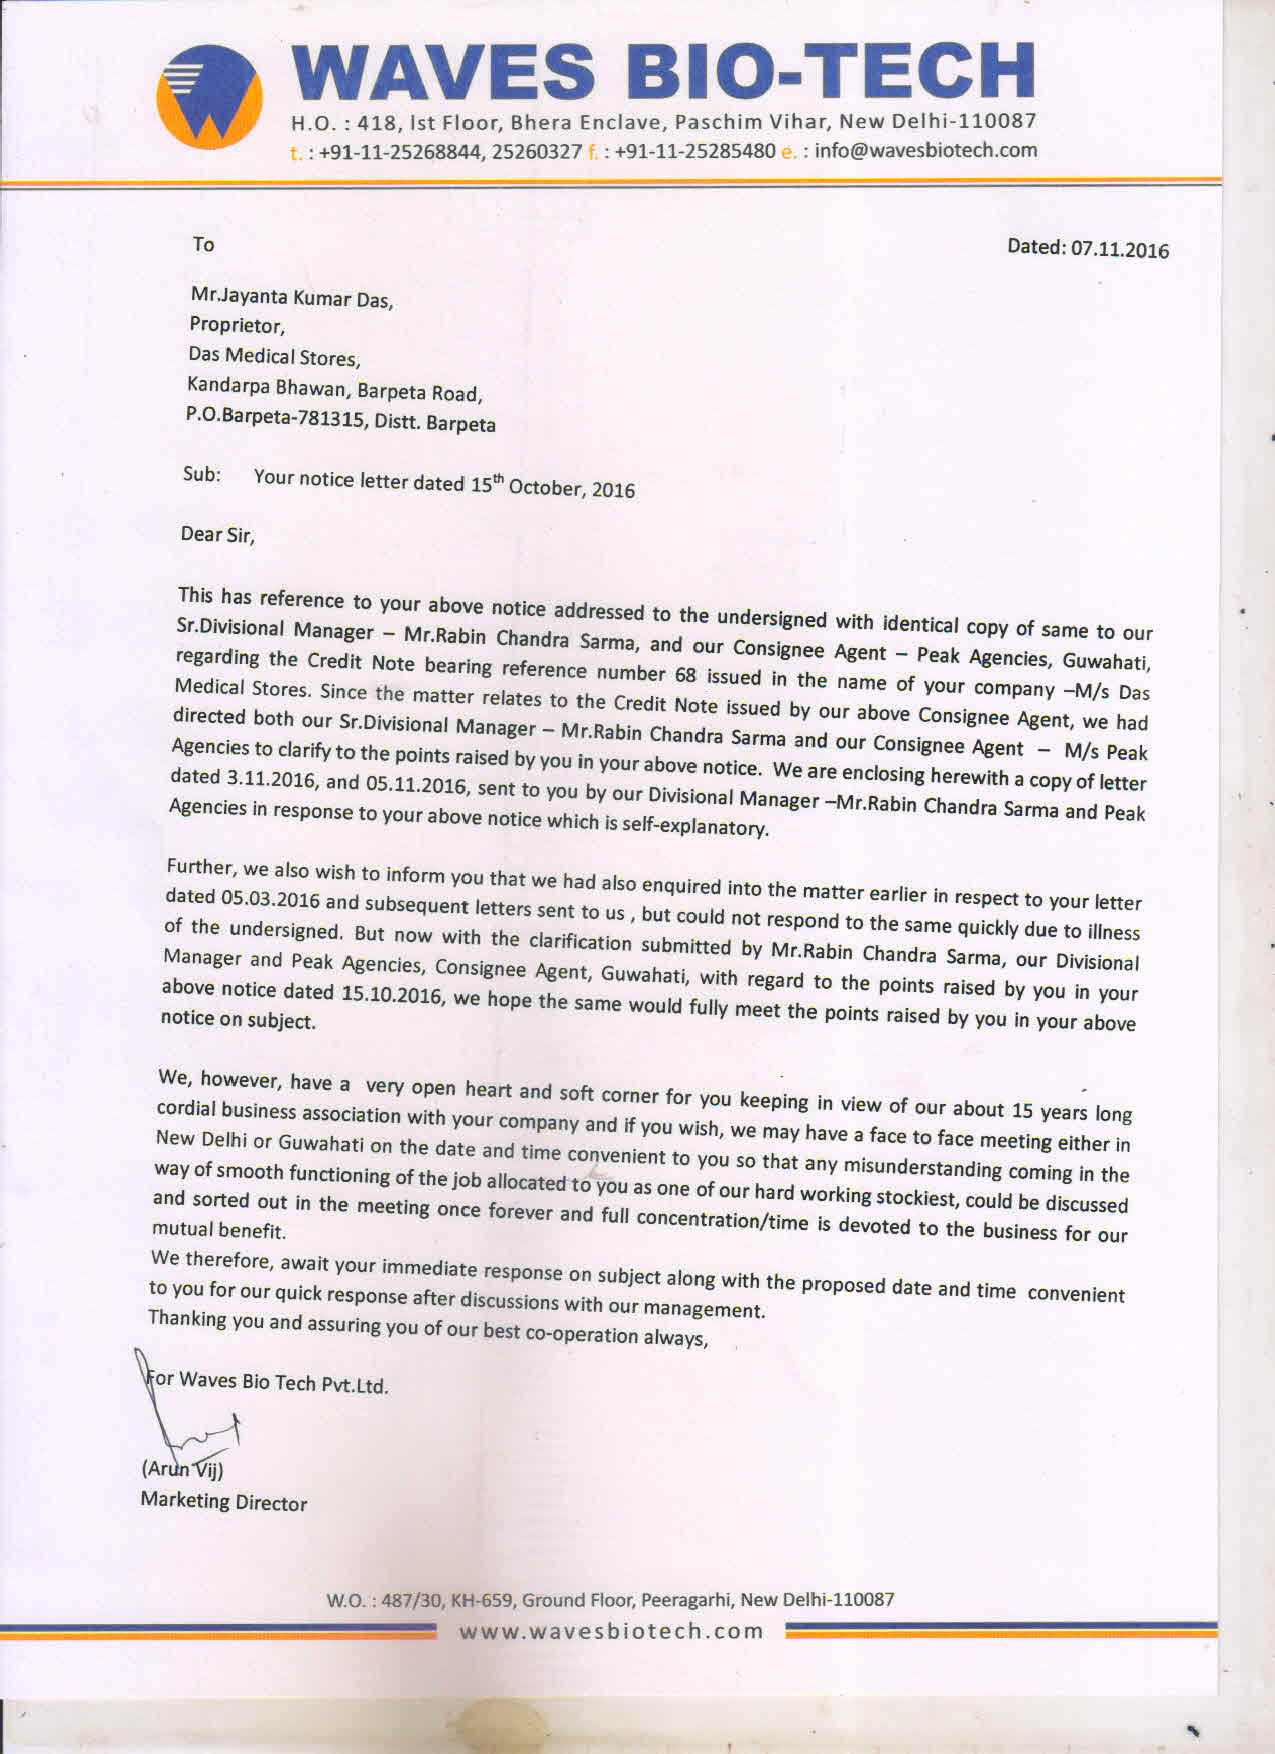 WAVES BIO-TECH
H.O. : 418, Ist Floor, Bhera Enclave, Paschim Vihar, New Delhi-110087
t. : +91-11-25268844, 25260327 f. : +91-11-25285480 e. : info@wavesbiotech.com
To
Dated: 07.11.2016
Mr.Jayanta Kumar Das,
Proprietor,
Das Medical Stores,
Kandarpa Bhawan, Barpeta Road,
P.O.Barpeta-781315, Distt. Barpeta
Sub: Your notice letter dated 15th October, 2016
Dear Sir,
This has reference to your above notice addressed to the undersigned with identical copy of same to our
Sr.Divisional Manager – Mr.Rabin Chandra Sarma, and our Consignee Agent – Peak Agencies, Guwahati,
regarding the Credit Note bearing reference number 68 issued in the name of your company –M/s Das
Medical Stores. Since the matter relates to the Credit Note issued by our above Consignee Agent, we had
directed both our Sr.Divisional Manager – Mr.Rabin Chandra Sarma and our Consignee Agent – M/s Peak
Agencies to clarify to the points raised by you in your above notice. We are enclosing herewith a copy of letter
dated 3.11.2016, and 05.11.2016, sent to you by our Divisional Manager –Mr.Rabin Chandra Sarma and Peak
Agencies in response to your above notice which is self-explanatory.
Further, we also wish to inform you that we had also enquired into the matter earlier in respect to your letter
dated 05.03.2016 and subsequent letters sent to us , but could not respond to the same quickly due to illness
of the undersigned. But now with the clarification submitted by Mr.Rabin Chandra Sarma, our Divisional
Manager and Peak Agencies, Consignee Agent, Guwahati, with regard to the points raised by you in your
above notice dated 15.10.2016, we hope the same would fully meet the points raised by you in your above
notice on subject.
We, however, have a very open heart and soft corner for you keeping in view of our about 15 years long
cordial business association with your company and if you wish, we may have a face to face meeting either in
New Delhi or Guwahati on the date and time convenient to you so that any misunderstanding coming in the
way of smooth functioning of the job allocated to you as one of our hard working stockiest, could be discussed
and sorted out in the meeting once forever and full concentration/time is devoted to the business for our
mutual benefit.
We therefore, await your immediate response on subject along with the proposed date and time convenient
to you for our quick response after discussions with our management.
Thanking you and assuring you of our best co-operation always,
For Waves Bio Tech Pvt.Ltd.
(Arun Vij)
Marketing Director
W.O. : 487/30, KH-659, Ground Floor, Peeragarhi, New Delhi-110087
www.wavesbiotech.com